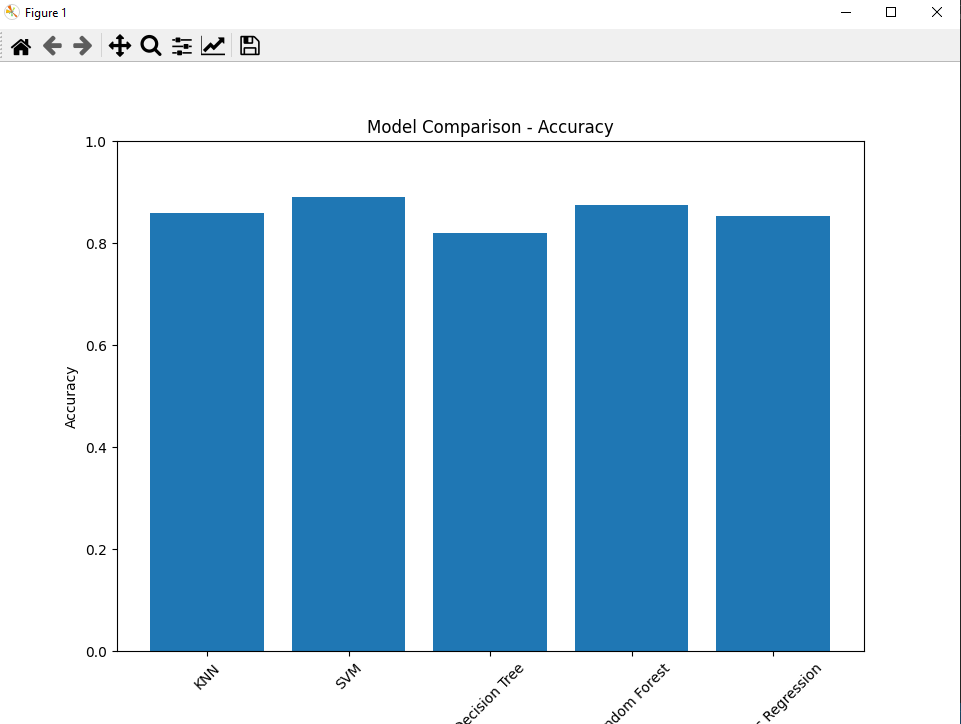 Figure 1
Model Comparison - Accuracy
1.0
0.8
0.6
0.4
0.2
0.0
Accuracy
KNN
SVM
Decision Tree
ndom Forest
Regression